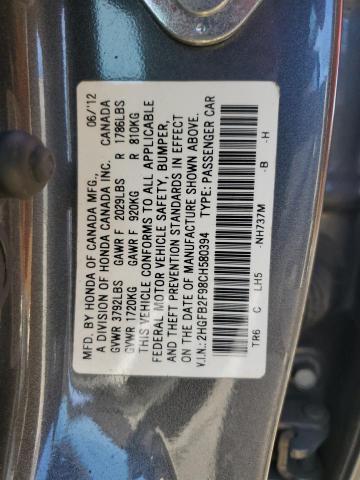 MFD. BY HONDA OF CANADA MFG., 06/'12
A DIVISION OF HONDA CANADA INC. CANADA
GVWR 3792LBS GAWR F 2029LBS R 1786LBS
GVWR 1720KG GAWR F 920KG R 810KG
THIS VEHICLE CONFORMS TO ALL APPLICABLE
FEDERAL MOTOR VEHICLE SAFETY, BUMPER,
AND THEFT PREVENTION STANDARDS IN EFFECT
ON THE DATE OF MANUFACTURE SHOWN ABOVE.
V.I.N.: 2HGFB2F98CH580394 TYPE: PASSENGER CAR
TR6 C LH5 -NH737M -B -H